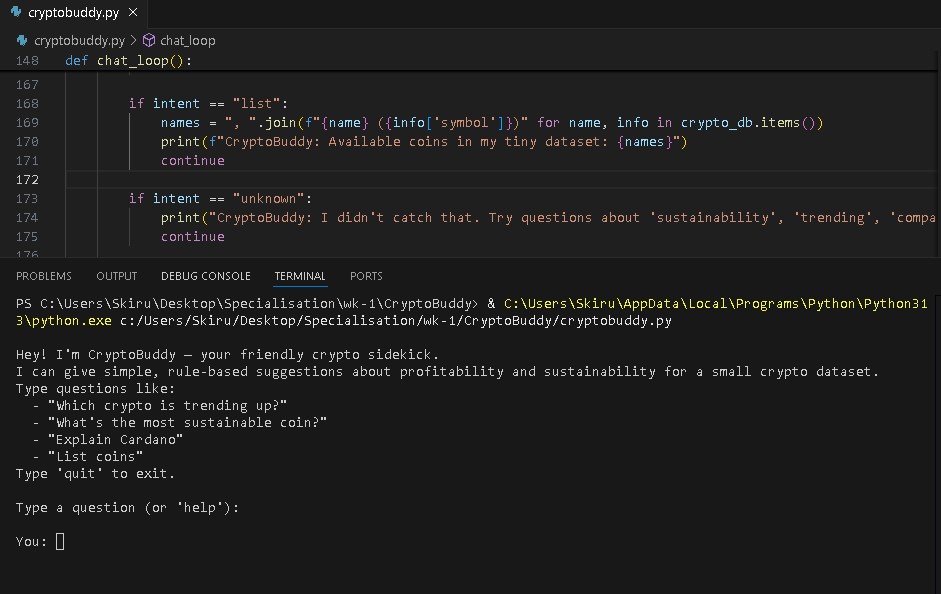 cryptobuddy.py ×
cryptobuddy.py > chat_loop
148 def chat_loop():
167
168 if intent == "list":
169 names = ", ".join(f"{name} ({info['symbol']})" for name, info in crypto_db.items())
170 print(f"CryptoBuddy: Available coins in my tiny dataset: {names}")
171 continue
172
173 if intent == "unknown":
174 print("CryptoBuddy: I didn't catch that. Try questions about 'sustainability', 'trending', 'compa
175 continue
176
PROBLEMS OUTPUT DEBUG CONSOLE TERMINAL PORTS
PS C:\Users\Skiru\Desktop\Specialisation\wk-1\CryptoBuddy> & C:\Users\Skiru\AppData\Local\Programs\Python\Python31
3\python.exe c:/Users/Skiru/Desktop/Specialisation/wk-1/CryptoBuddy/cryptobuddy.py
Hey! I'm CryptoBuddy — your friendly crypto sidekick.
I can give simple, rule-based suggestions about profitability and sustainability for a small crypto dataset.
Type questions like:
- "Which crypto is trending up?"
- "What's the most sustainable coin?"
- "Explain Cardano"
- "List coins"
Type 'quit' to exit.
Type a question (or 'help'):
You: